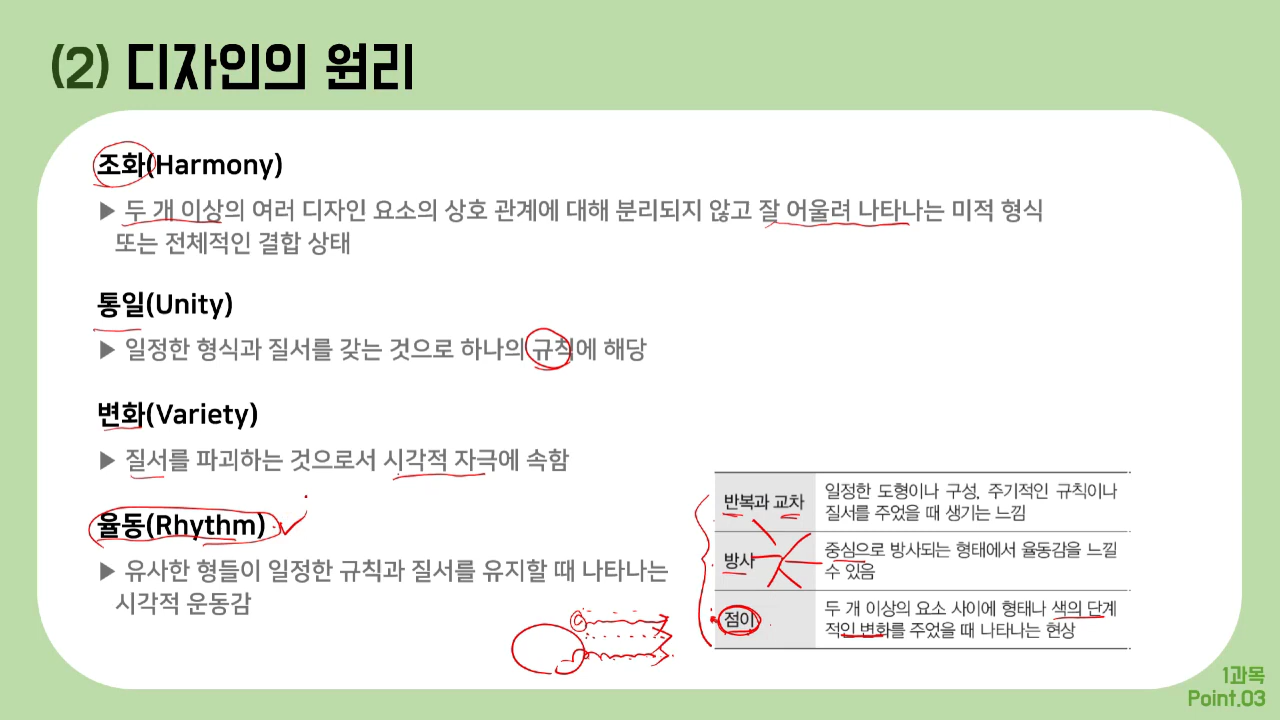 (2) 디자인의 원리
조화(Harmony)
▶ 두 개 이상의 여러 디자인 요소의 상호 관계에 대해 분리되지 않고 잘 어울려 나타나는 미적 형식
또는 전체적인 결합 상태
통일(Unity)
▶ 일정한 형식과 질서를 갖는 것으로 하나의 규칙에 해당
변화(Variety)
▶ 질서를 파괴하는 것으로서 시각적 자극에 속함
율동(Rhythm)
▶ 유사한 형들이 일정한 규칙과 질서를 유지할 때 나타나는
시각적 운동감
반복과 교차
일정한 도형이나 구성, 주기적인 규칙이나
질서를 주었을 때 생기는 느낌
방사
중심으로 방사되는 형태에서 율동감을 느낄
수 있음
점이
두 개 이상의 요소 사이에 형태나 색의 단계
적인 변화를 주었을 때 나타나는 현상
1과목
Point.03